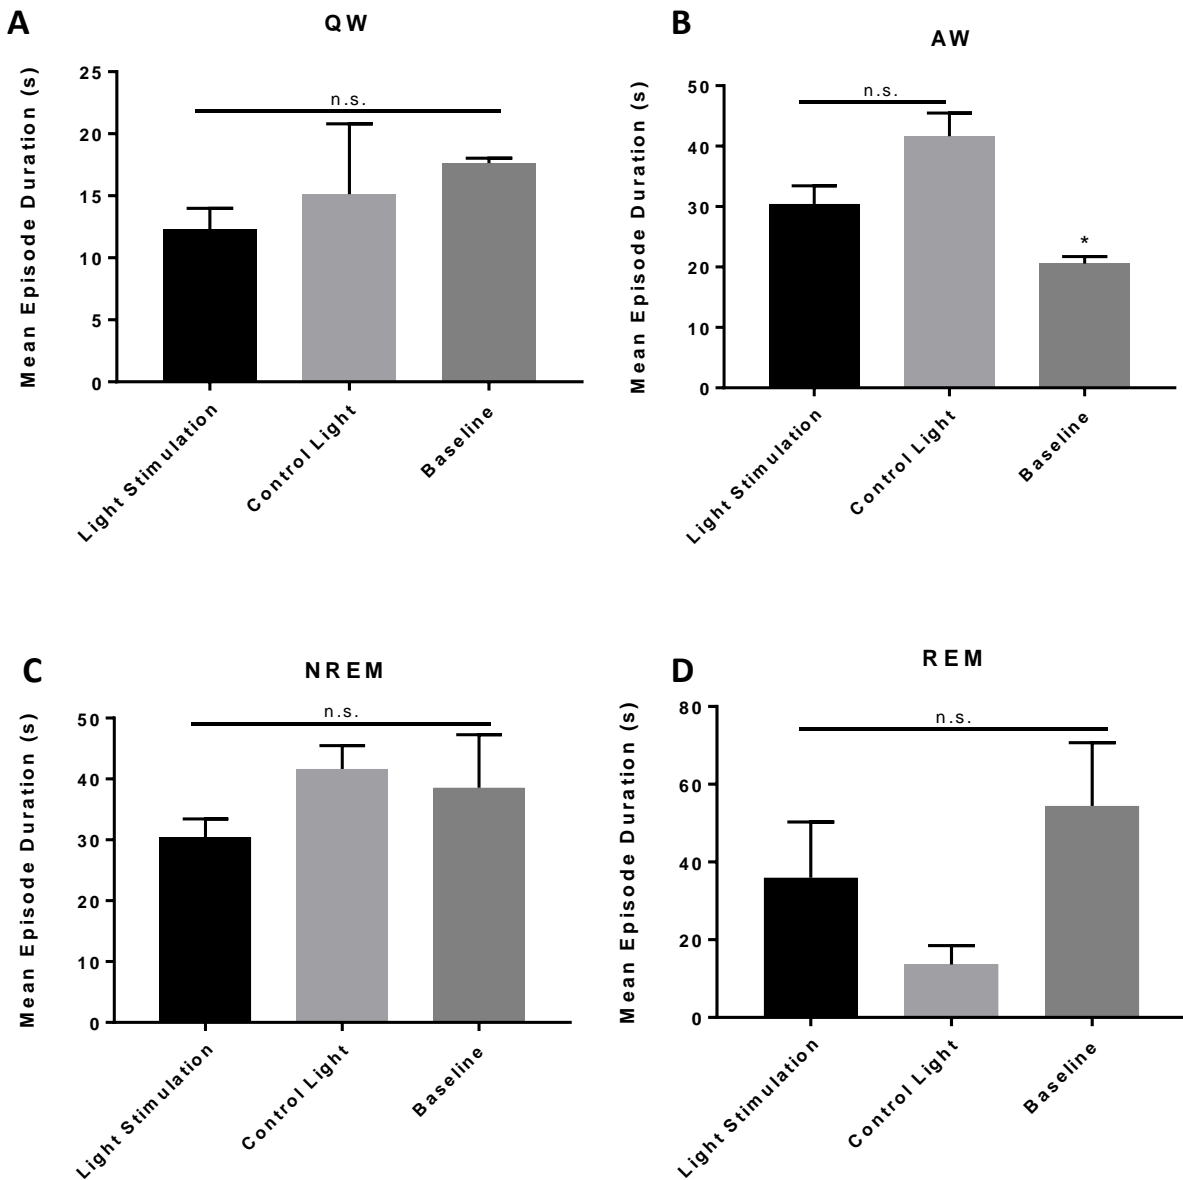 A
QW
Mean Episode Duration (s)
25
20
15
10
5
0
n.s.
Light Stimulation
Control Light
Baseline
B
AW
Mean Episode Duration (s)
50
40
30
20
10
0
n.s.
*
Light Stimulation
Control Light
Baseline
C
NREM
Mean Episode Duration (s)
50
40
30
20
10
0
n.s.
Light Stimulation
Control Light
Baseline
D
REM
Mean Episode Duration (s)
80
60
40
20
0
n.s.
Light Stimulation
Control Light
Baseline